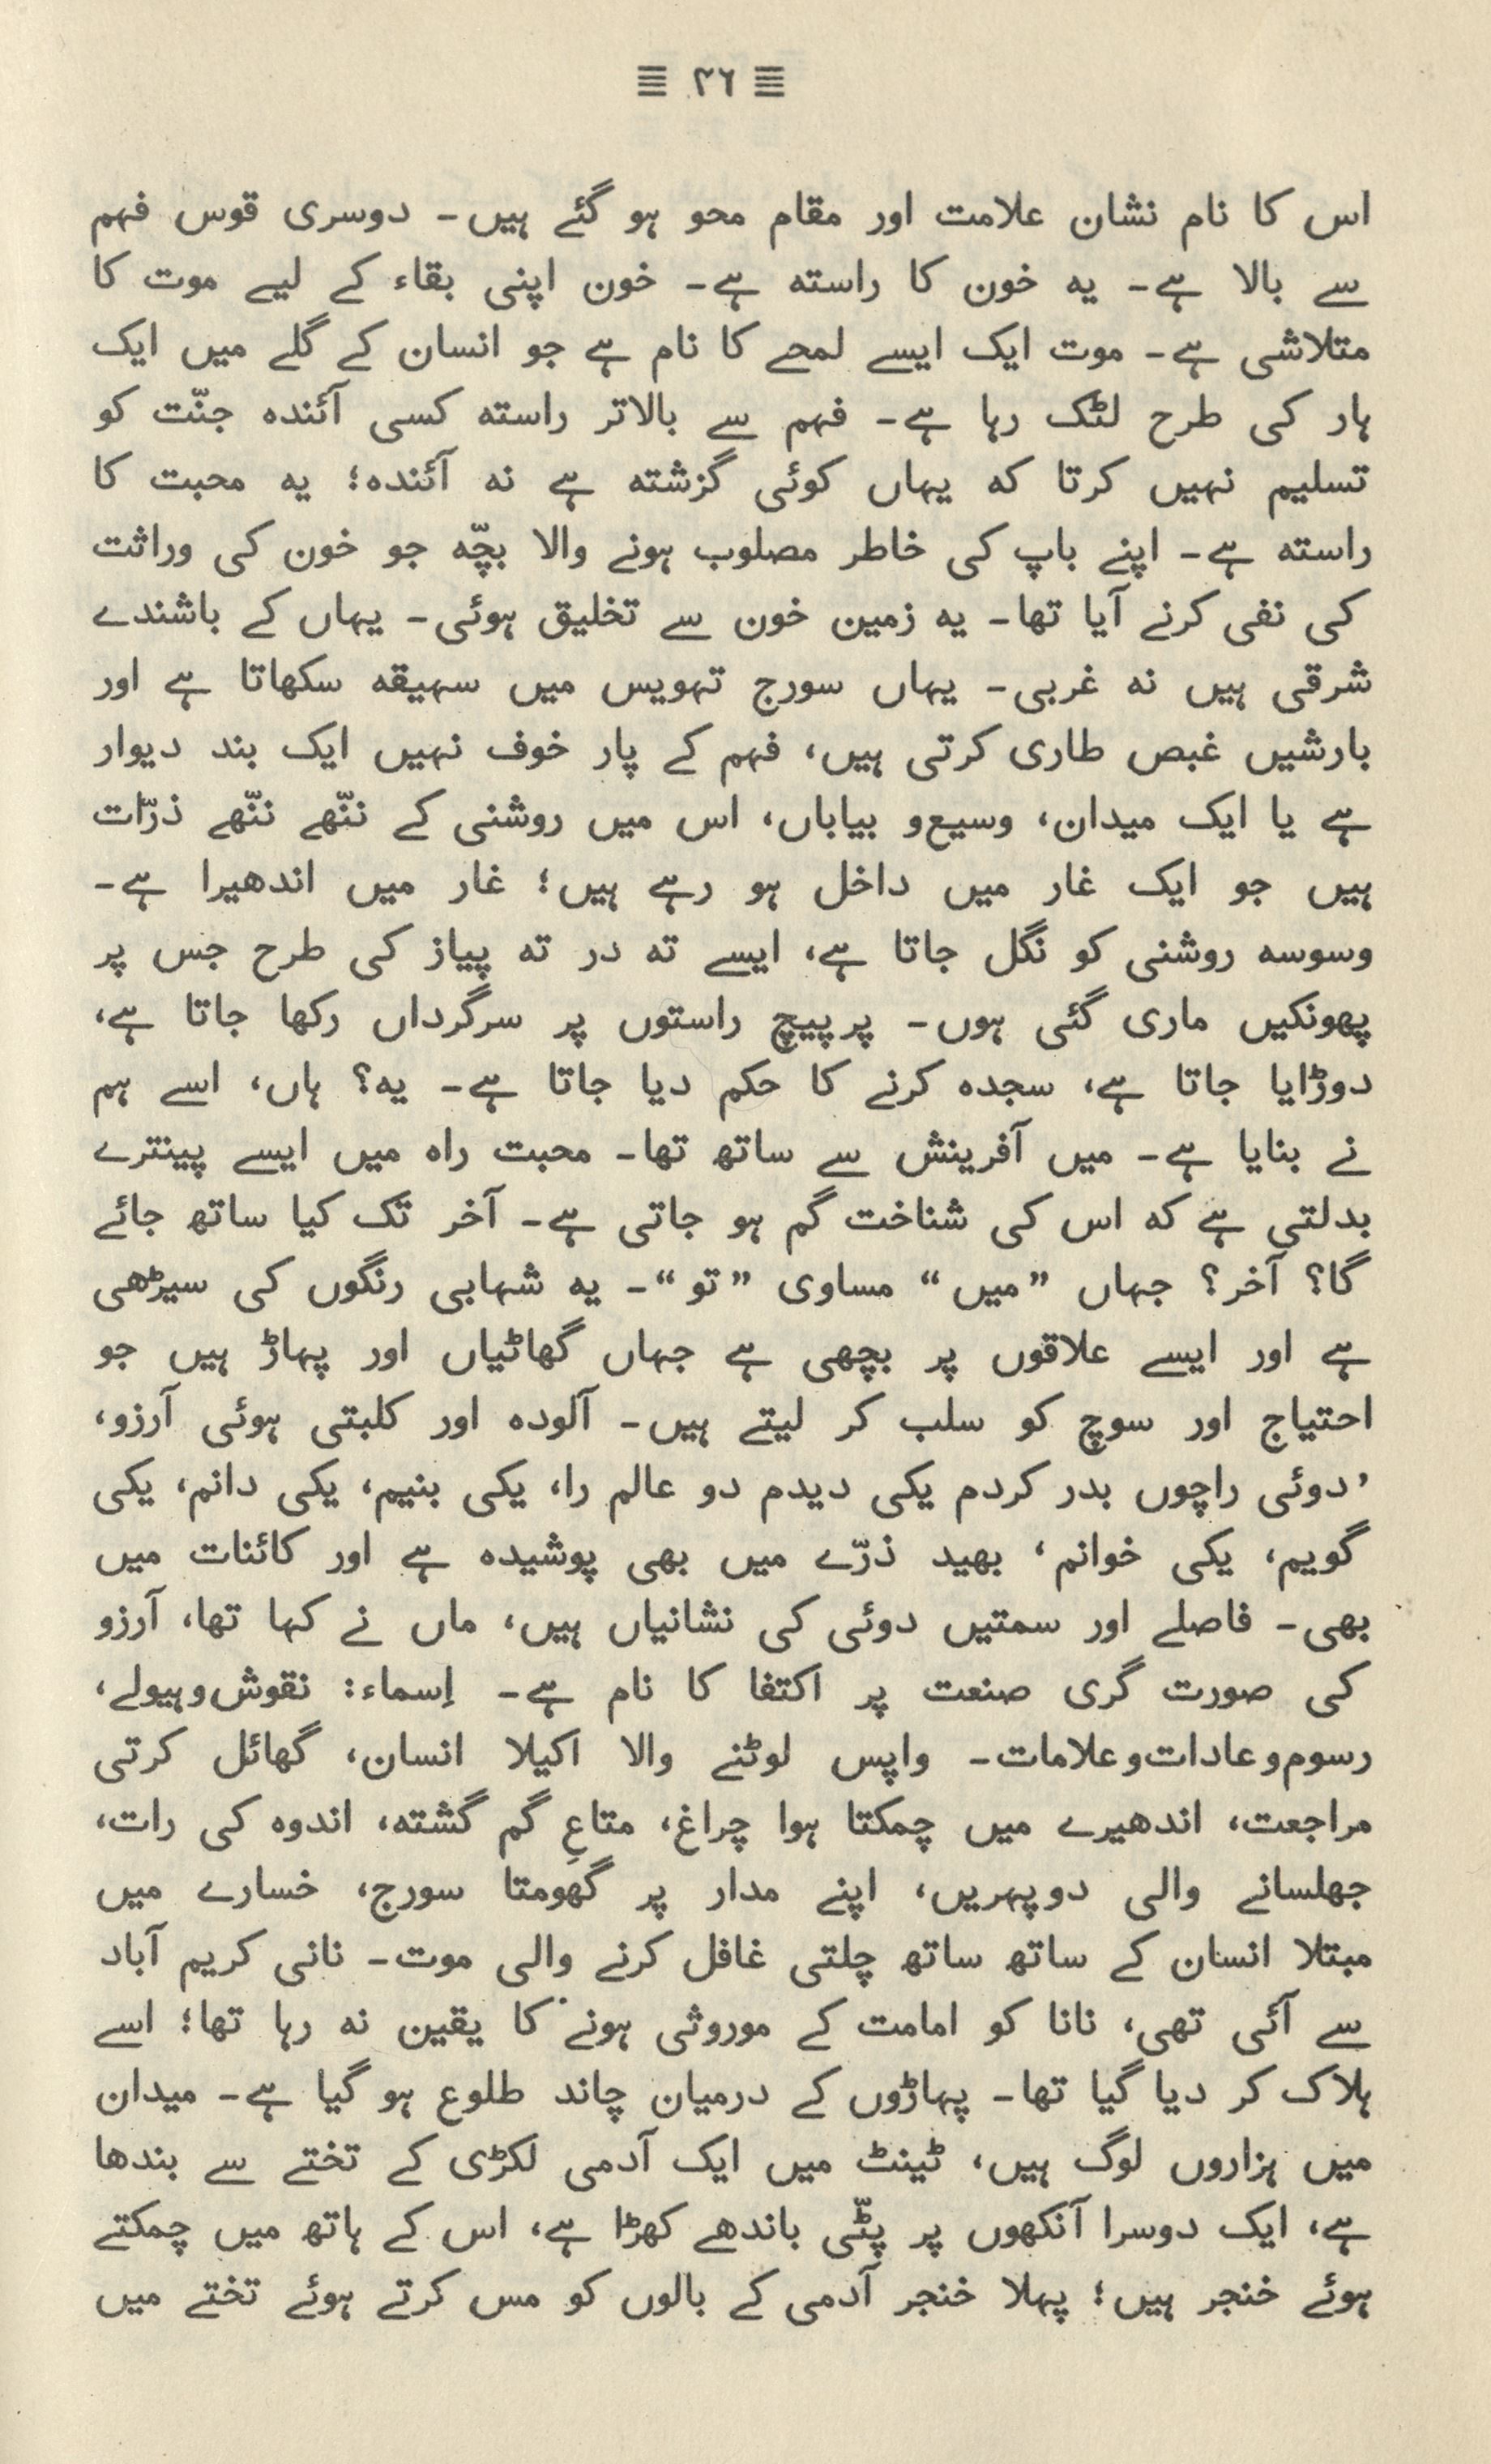 ≡ ۲٦ ≡
اس کا نام نشان علامت اور مقام محو ہو گئے ہیں۔ دوسری قوس فہم
سے بالا ہے۔ یہ خون کا راستہ ہے۔ خون اپنی بقاء کے لیے موت کا
متلاشی ہے۔ موت ایک ایسے لمحے کا نام ہے جو انسان کے گلے میں ایک
ہار کی طرح لٹک رہا ہے۔ فہم سے بالاتر راستہ کسی آئندہ جنّت کو
تسلیم نہیں کرتا کہ یہاں کوئی گزشتہ ہے نہ آئندہ؛ یہ محبت کا
راستہ ہے۔ اپنے باپ کی خاطر مصلوب ہونے والا بچّہ جو خون کی وراثت
کی نفی کرنے آیا تھا۔ یہ زمین خون سے تخلیق ہوئی۔ یہاں کے باشندے
شرقی ہیں نہ غربی۔ یہاں سورج تہویس میں سہیقہ سکھاتا ہے اور
بارشیں غبص طاری کرتی ہیں، فہم کے پار خوف نہیں ایک بند دیوار
ہے یا ایک میدان، وسیع و بیاباں، اس میں روشنی کے ننّھے ننّھے ذرّات
ہیں جو ایک غار میں داخل ہو رہے ہیں؛ غار میں اندھیرا ہے۔
وسوسہ روشنی کو نگل جاتا ہے، ایسے تہ در تہ پیاز کی طرح جس پر
پھونکیں ماری گئی ہوں۔ پرپیچ راستوں پر سرگرداں رکھا جاتا ہے،
دوڑایا جاتا ہے، سجدہ کرنے کا حکم دیا جاتا ہے۔ یہ؟ ہاں، اسے ہم
نے بنایا ہے۔ میں آفرینش سے ساتھ تھا۔ محبت راہ میں ایسے پینترے
بدلتی ہے کہ اس کی شناخت گم ہو جاتی ہے۔ آخر تک کیا ساتھ جائے
گا؟ آخر؟ جہاں ”میں“ مساوی ”تو“۔ یہ شہابی رنگوں کی سیڑھی
ہے اور ایسے علاقوں پر بچھی ہے جہاں گھاٹیاں اور پہاڑ ہیں جو
احتیاج اور سوچ کو سلب کر لیتے ہیں۔ آلودہ اور کلبتی ہوئی آرزو،
’دوئی راچوں بدر کردم یکی دیدم دو عالم را، یکی بنیم، یکی دانم، یکی
گویم، یکی خوانم‘ بھید ذرّے میں بھی پوشیدہ ہے اور کائنات میں
بھی۔ فاصلے اور سمتیں دوئی کی نشانیاں ہیں، ماں نے کہا تھا، آرزو
کی صورت گری صنعت پر اکتفا کا نام ہے۔ اِسماء: نقوش و ہیولے،
رسوم و عادات و علامات۔ واپس لوٹنے والا اکیلا انسان، گھائل کرتی
مراجعت، اندھیرے میں چمکتا ہوا چراغ، متاعِ گم گشتہ، اندوہ کی رات،
جھلسانے والی دوپہریں، اپنے مدار پر گھومتا سورج، خسارے میں
مبتلا انسان کے ساتھ ساتھ چلتی غافل کرنے والی موت۔ نانی کریم آباد
سے آئی تھی، نانا کو امامت کے موروثی ہونے کا یقین نہ رہا تھا؛ اسے
ہلاک کر دیا گیا تھا۔ پہاڑوں کے درمیان چاند طلوع ہو گیا ہے۔ میدان
میں ہزاروں لوگ ہیں، ٹینٹ میں ایک آدمی لکڑی کے تختے سے بندھا
ہے، ایک دوسرا آنکھوں پر پٹّی باندھے کھڑا ہے، اس کے ہاتھ میں چمکتے
ہوئے خنجر ہیں؛ پہلا خنجر آدمی کے بالوں کو مس کرتے ہوئے تختے میں